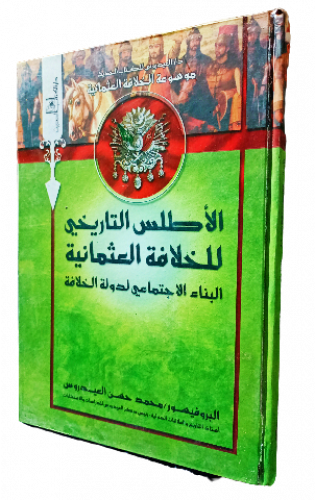 موسوعة الخلافة العثمانية
الأطلس التاريخي
للخلافة العثمانية
البناء الاجتماعي لدولة الخلافة
البروفيسور/محمد حسن العيدروس